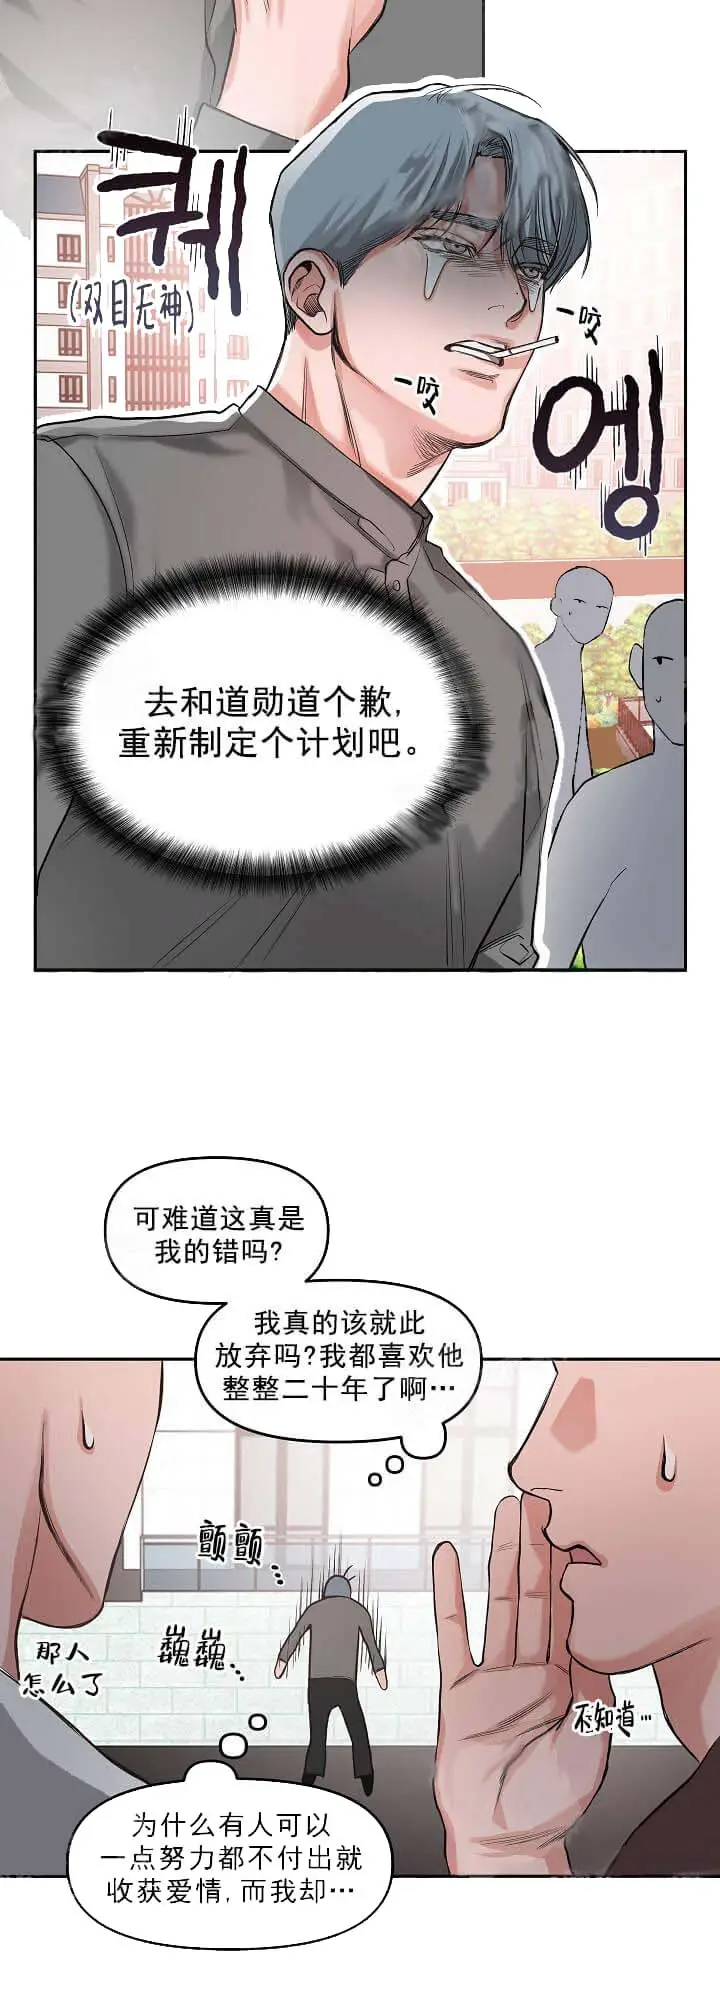 퀘
(双目无神)
一咬
一咬
엥
去和道勋道个歉,
重新制定个计划吧。
可难道这真是
我的错吗?
我真的该就此
放弃吗?我都喜欢他
整整二十年了啊…
颤颤…
巍巍…
那人
怎么了
不知道…
为什么有人可以
一点努力都不付出就
收获爱情,而我却…